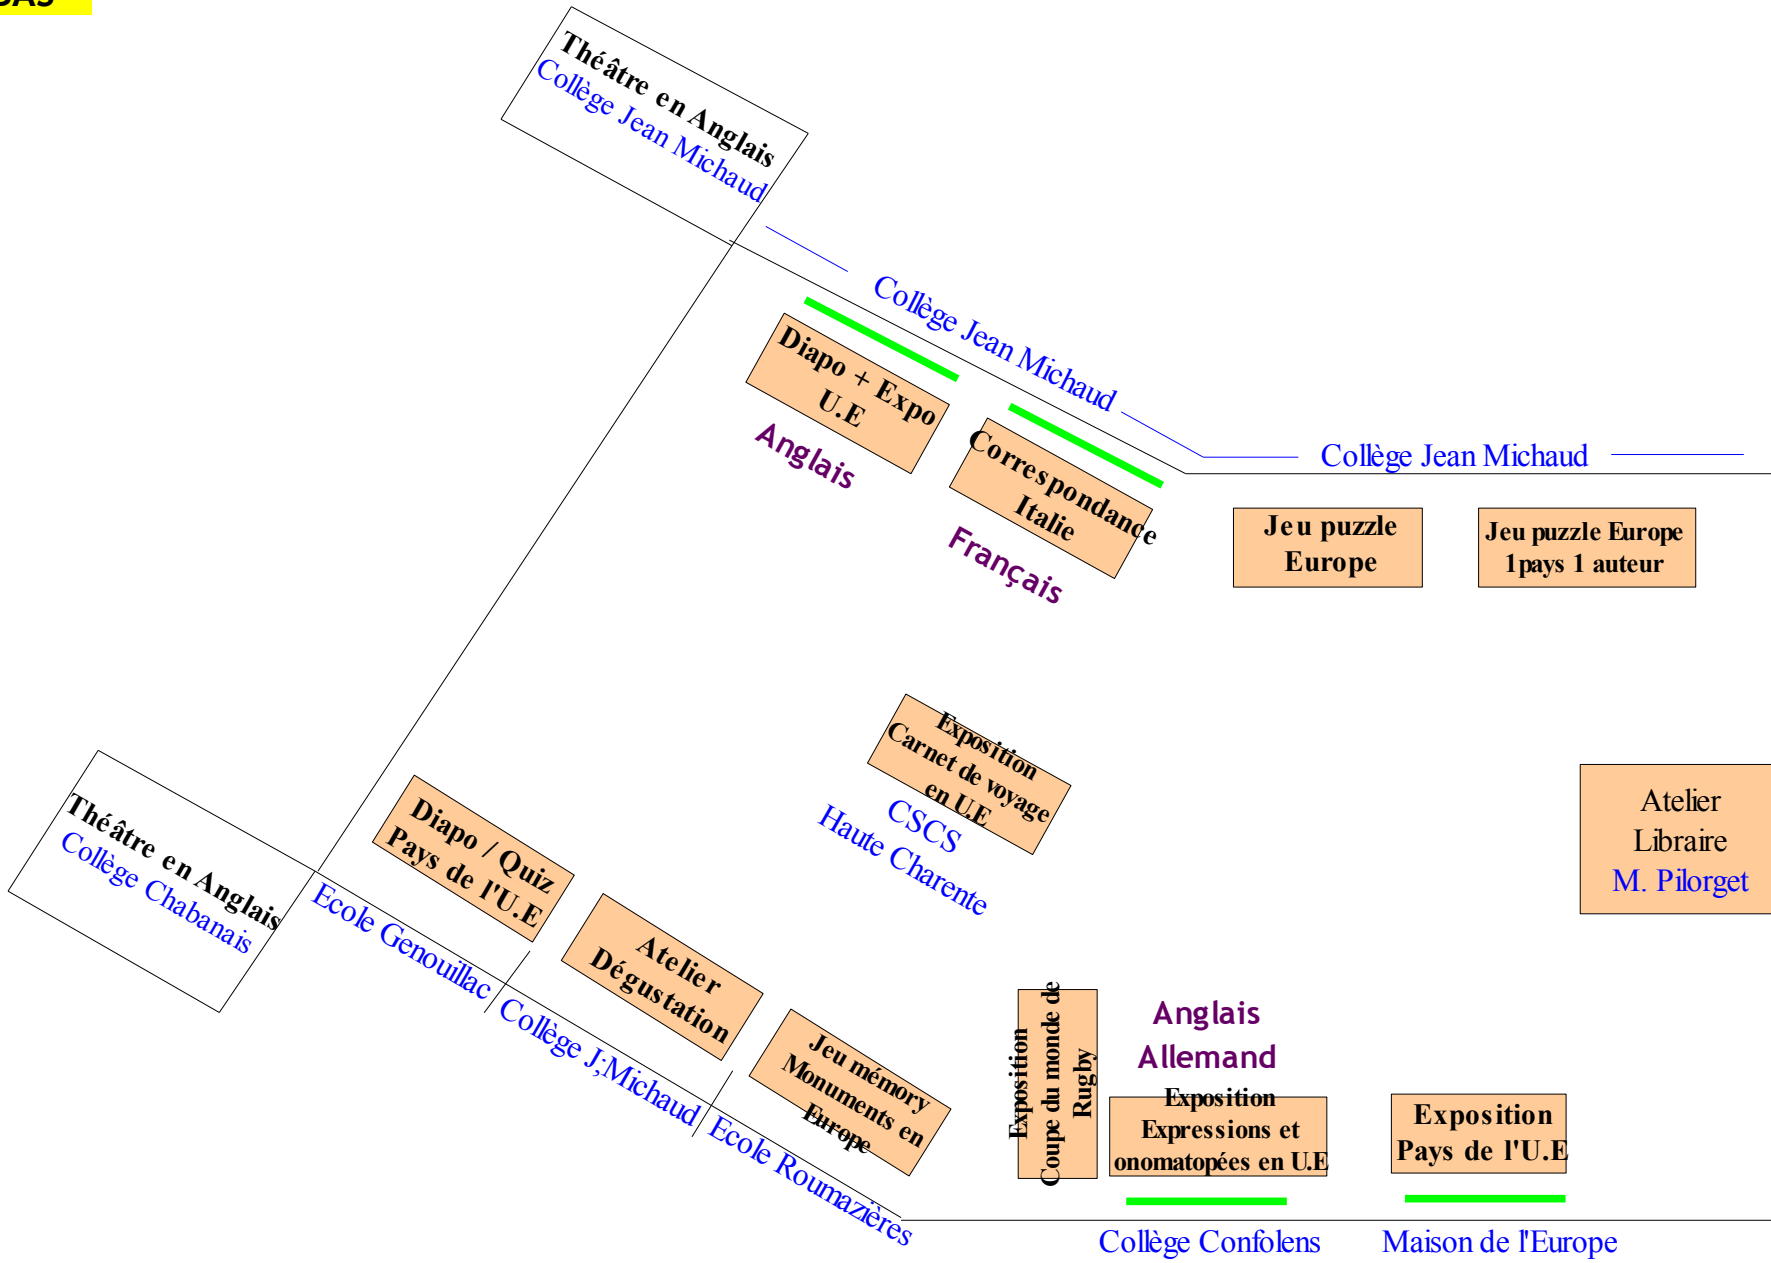 Théâtre en Anglais
Collège Jean Michaud
Collège Jean Michaud
Collège Jean Michaud
Diapo + Expo
U.E
Anglais
Correspondance
Italie
Français
Jeu puzzle
Europe
Jeu puzzle Europe
1pays 1 auteur
Exposition
Carnet de voyage
en U.E
CSCS
Haute Charente
Atelier
Libraire
M. Pilorget
Théâtre en Anglais
Collège Chabanais
Diapo / Quiz
Pays de l'U.E
Ecole Genouillac
Atelier
Dégustation
Collège J;Michaud
Jeu mémory
Monuments en
Europe
Ecole Roumazières
Exposition
Coupe du monde de
Rugby
Anglais
Allemand
Exposition
Expressions et
onomatopées en U.E
Collège Confolens
Exposition
Pays de l'U.E
Maison de l'Europe